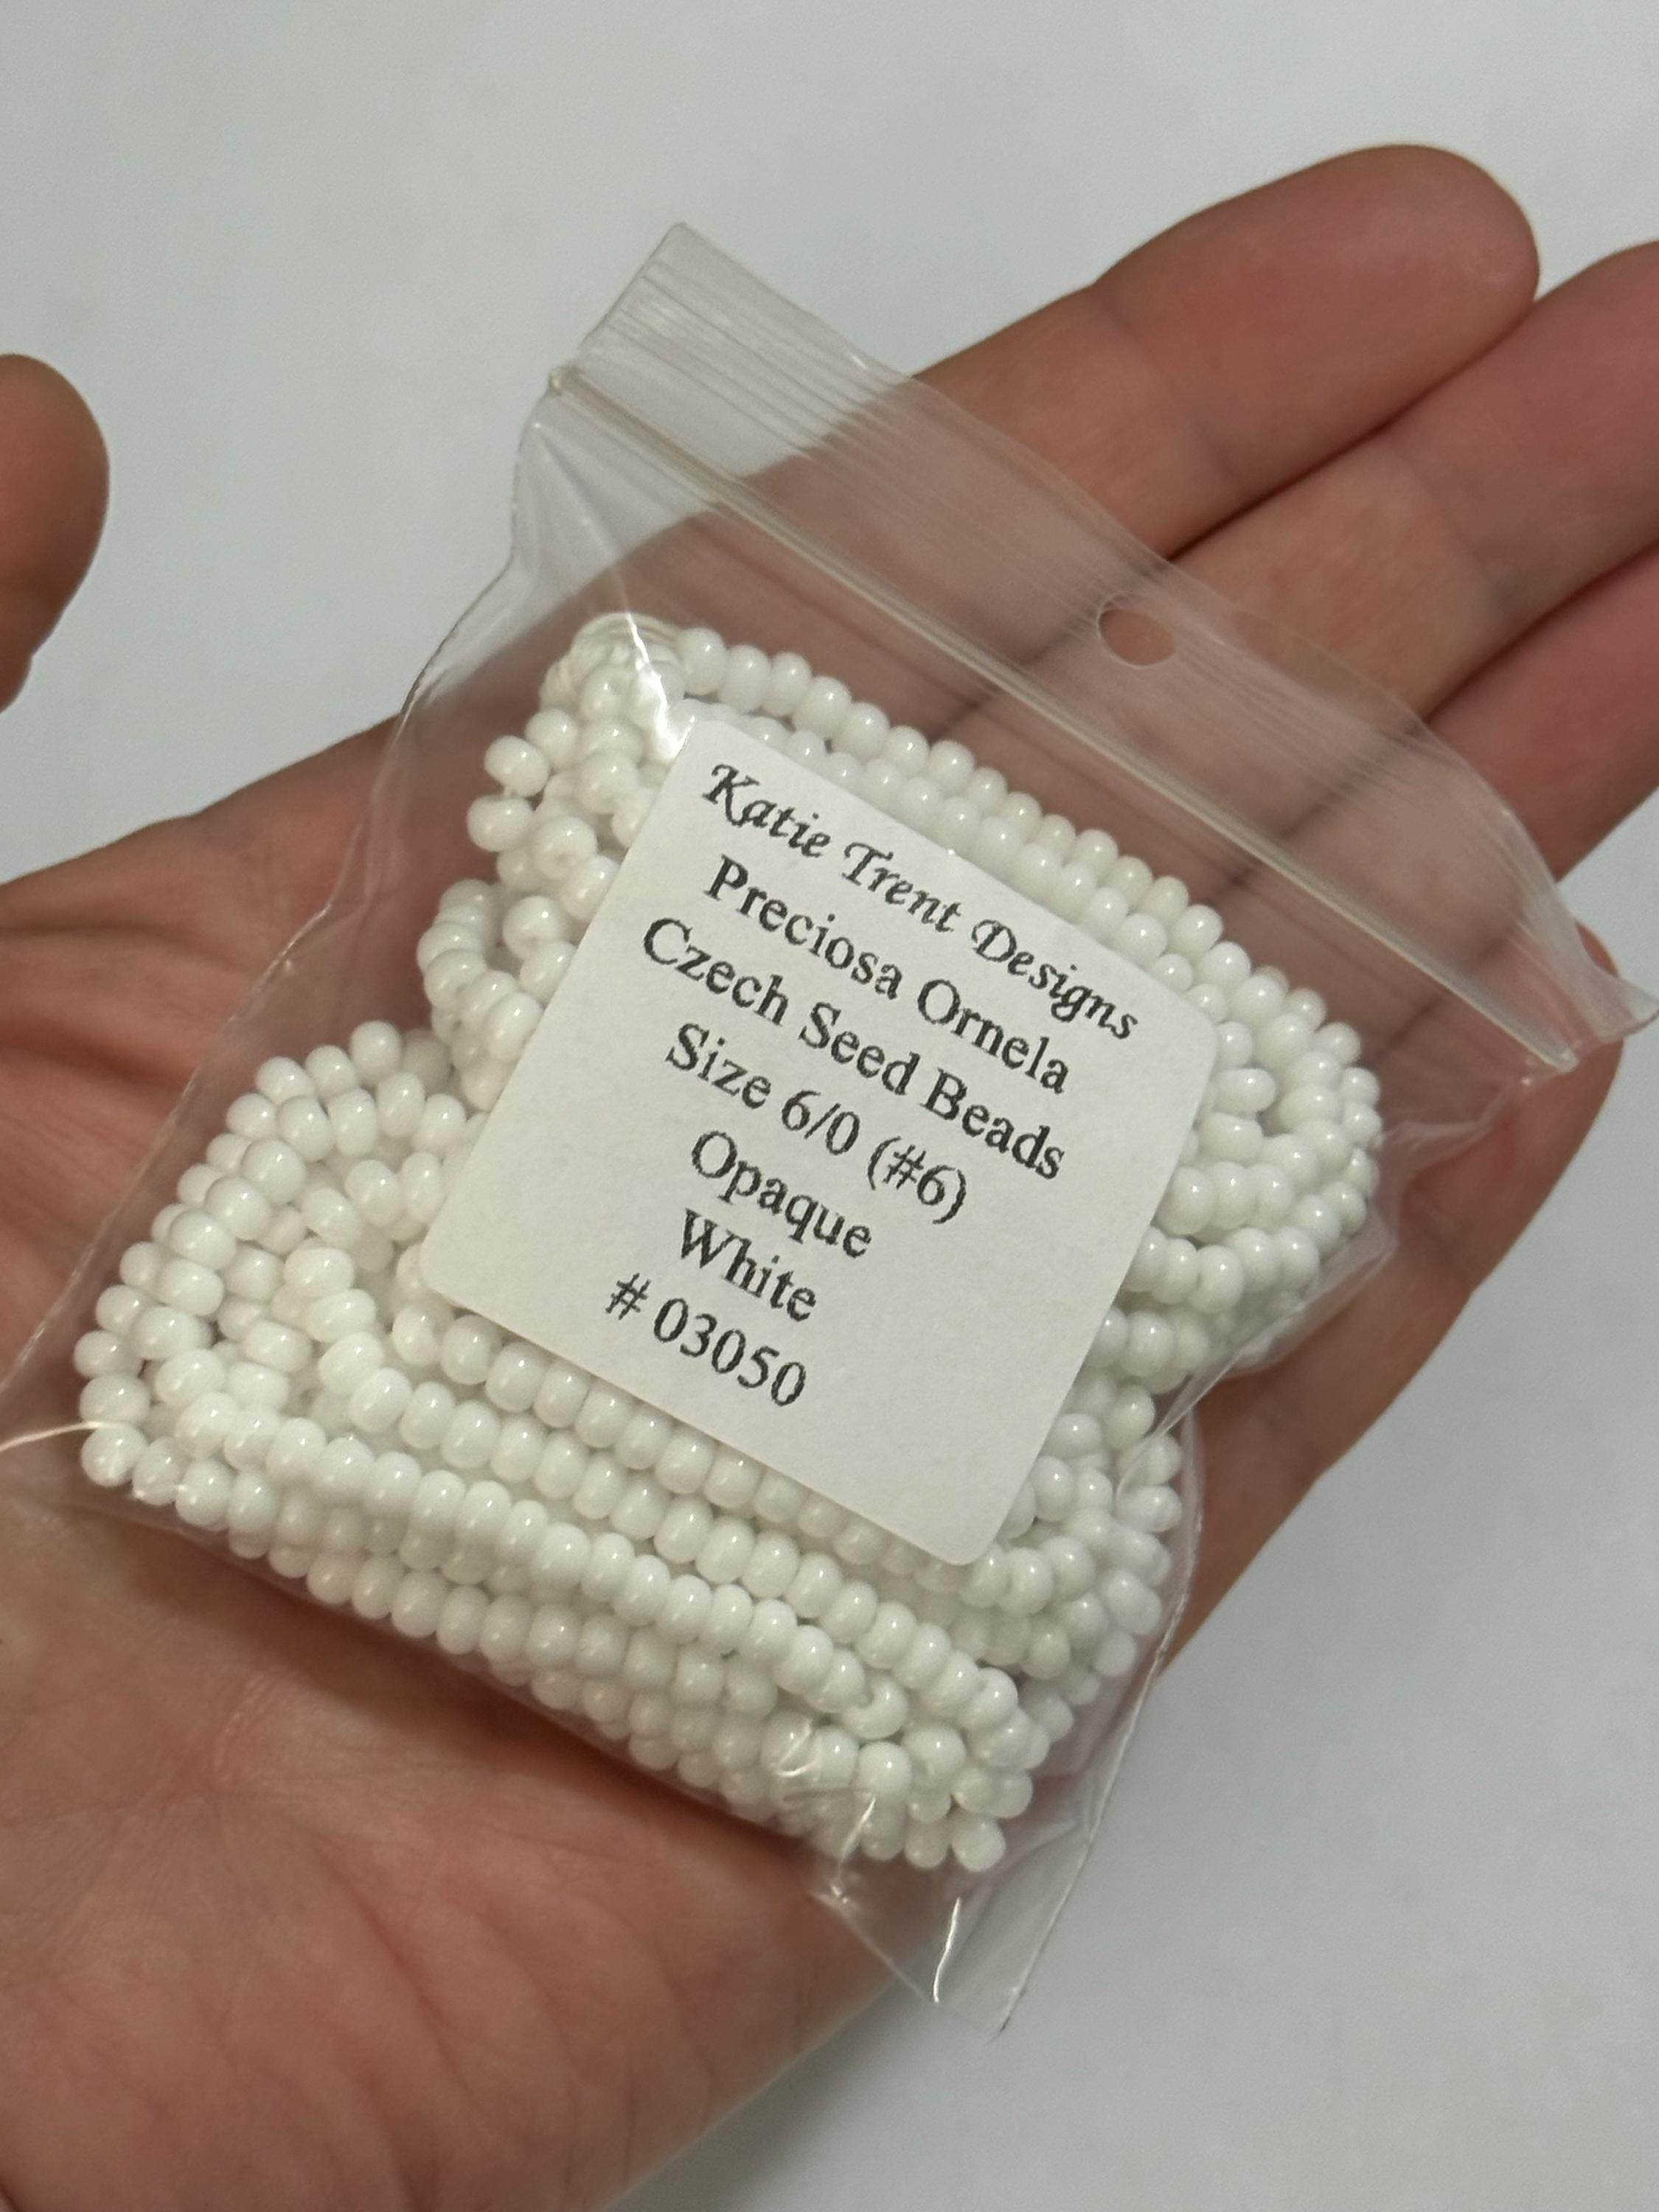 Katie Trent Designs
Preciosa Ornela
Czech Seed Beads
Size 6/0 (#6)
Opaque
White
# 03050